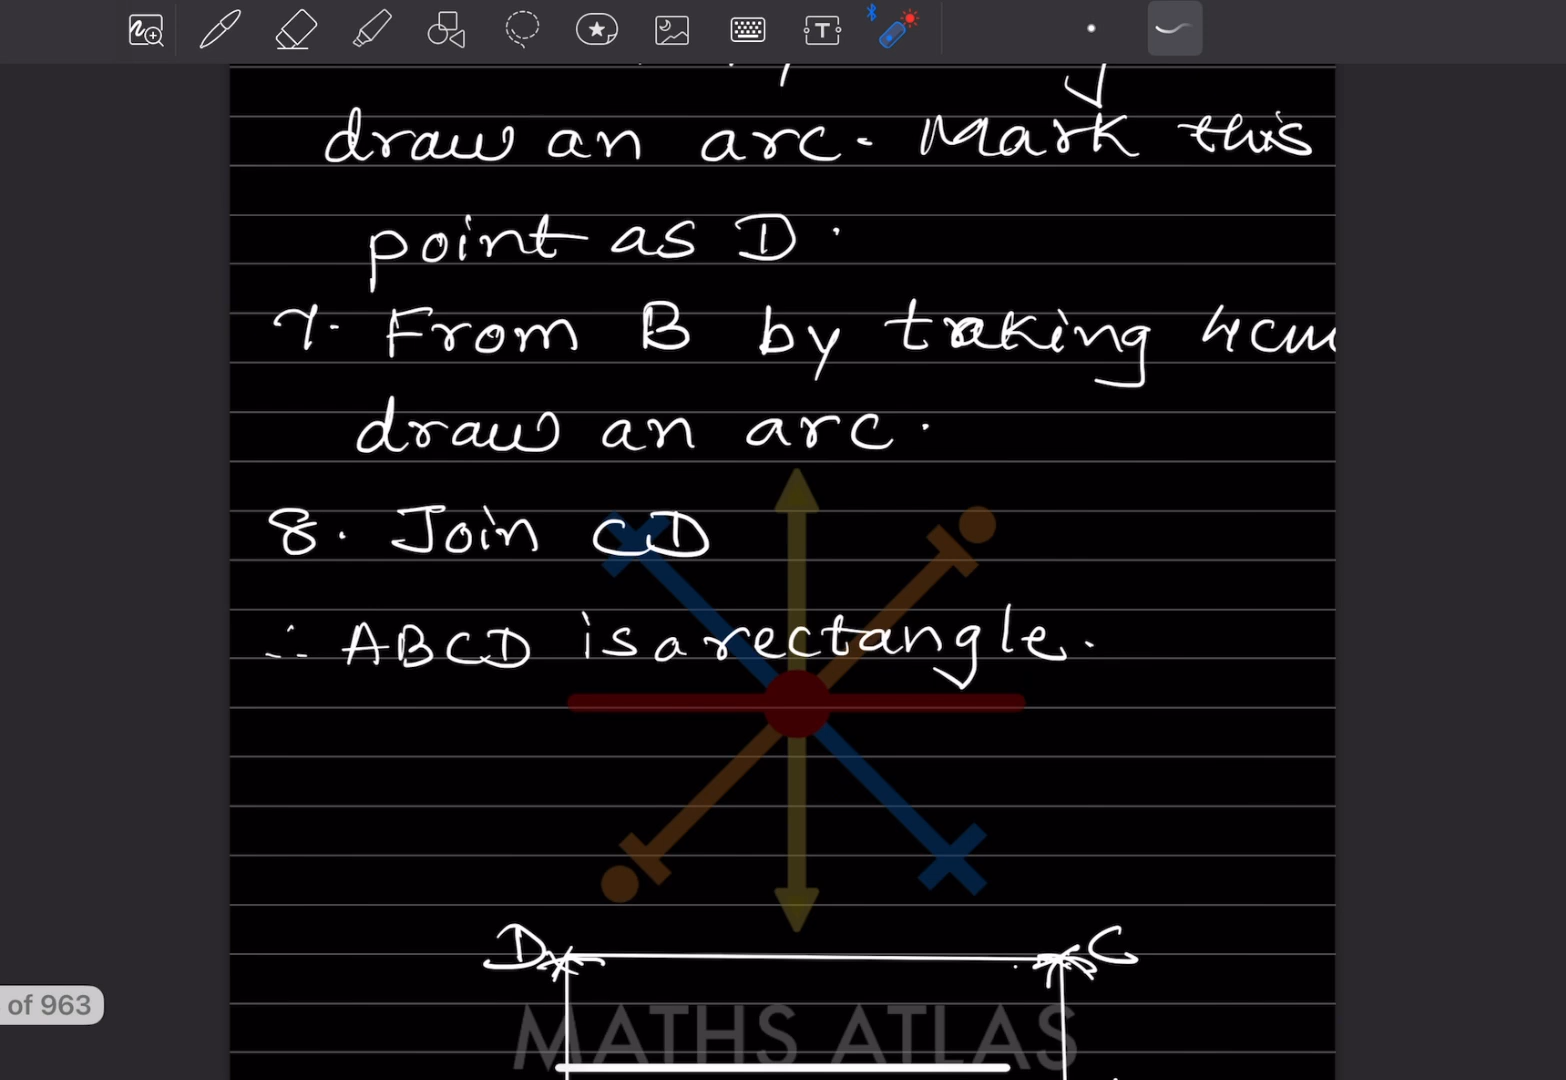 draw an arc. Mark this
point as D.
7. From B by taking 4cm
draw an arc.
8. Join CD
∴ ABCD is a rectangle.
D C
MATHS ATLAS
of 963